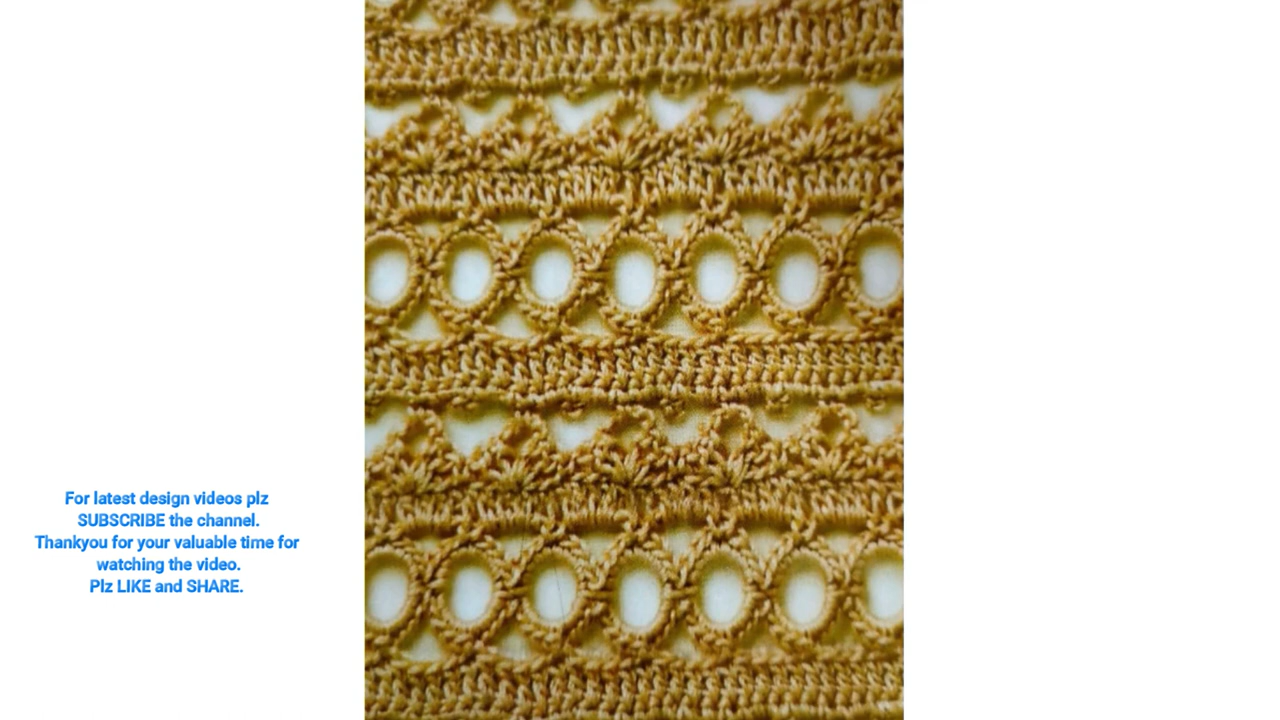 For latest design videos plz
SUBSCRIBE the channel.
Thankyou for your valuable time for
watching the video.
Plz LIKE and SHARE.